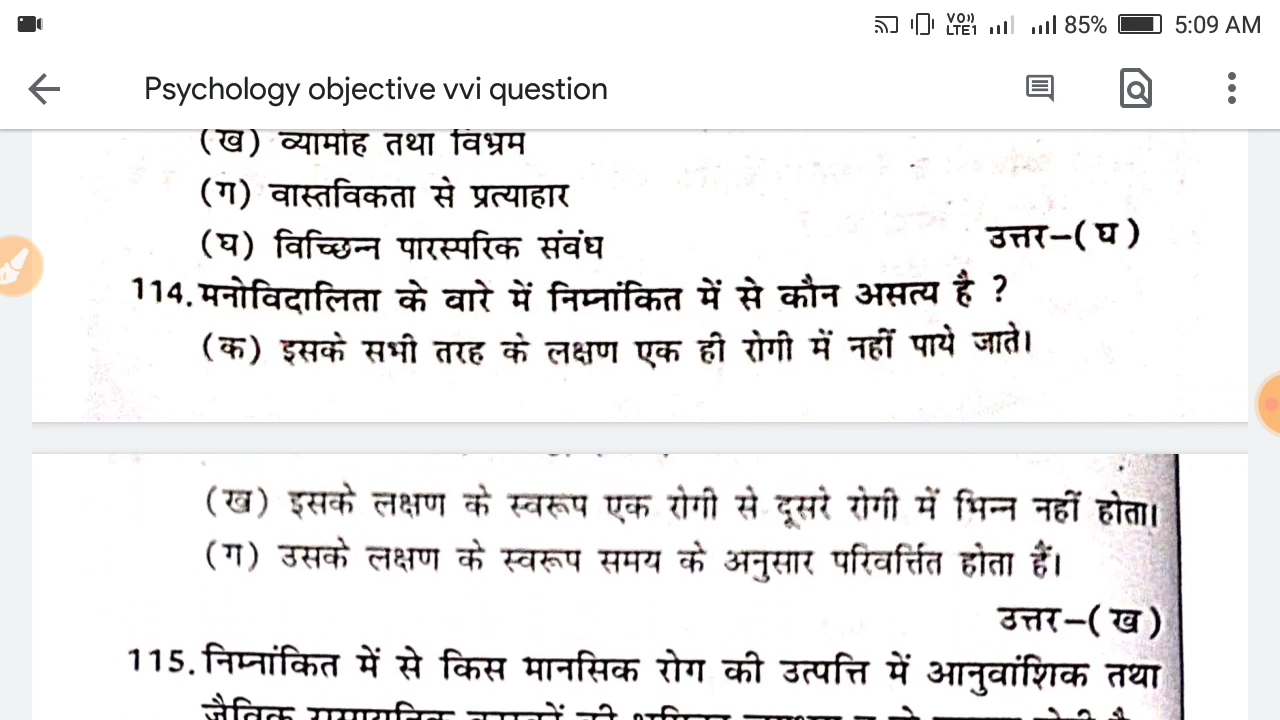 VO)) LTE1 85% 5:09 AM
Psychology objective vvi question
(ख) व्यामोह तथा विभ्रम
(ग) वास्तविकता से प्रत्याहार
(घ) विच्छिन्न पारस्परिक संबंध
उत्तर–( घ )
114. मनोविदालिता के बारे में निम्नांकित में से कौन असत्य है ?
(क) इसके सभी तरह के लक्षण एक ही रोगी में नहीं पाये जाते।
(ख) इसके लक्षण के स्वरूप एक रोगी से दूसरे रोगी में भिन्न नहीं होता।
(ग) उसके लक्षण के स्वरूप समय के अनुसार परिवर्त्तित होता हैं।
उत्तर–( ख )
115. निम्नांकित में से किस मानसिक रोग की उत्पत्ति में आनुवांशिक तथा
जैविक